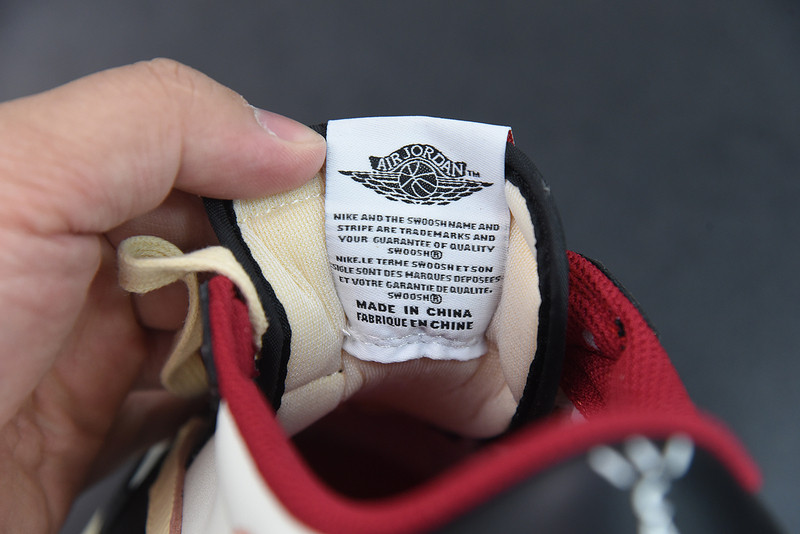 AIR JORDAN TM
NIKE AND THE SWOOSH NAME AND
STRIPE ARE TRADEMARKS AND
YOUR GUARANTEE OF QUALITY
SWOOSH®
NIKE.LE TERME SWOOSH ET SON
SIGLE SONT DES MARQUES DEPOSEES
ET VOTRE GARANTIE DE QUALITE.
SWOOSH®
MADE IN CHINA
FABRIQUE EN CHINE